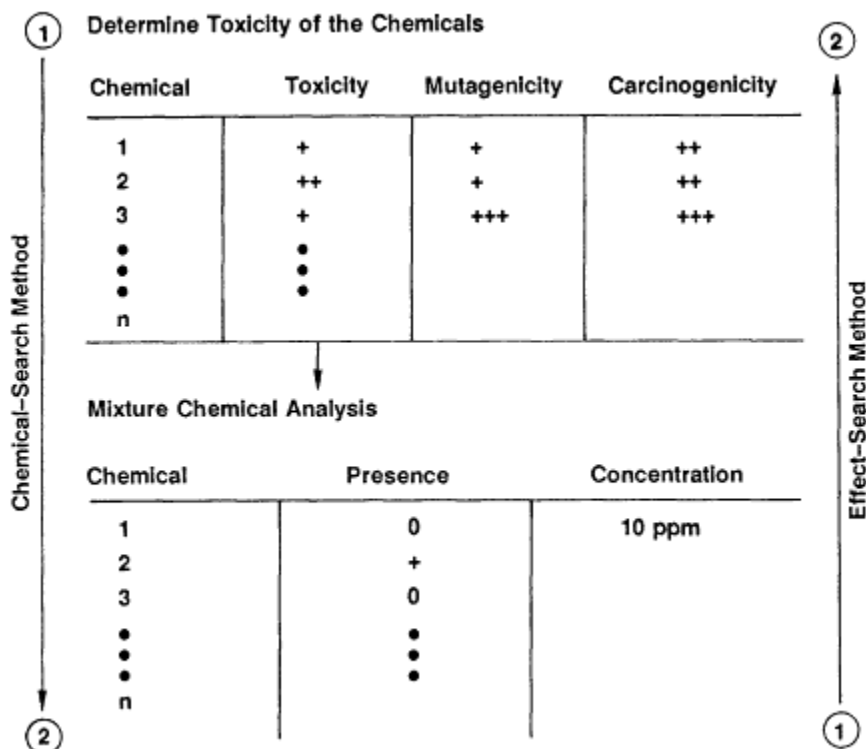 1
Determine Toxicity of the Chemicals
2
Chemical Toxicity Mutagenicity Carcinogenicity
1 + + ++
2 ++ + ++
3 + +++ +++
• •
• •
• •
n
Chemical-Search Method
Effect-Search Method
Mixture Chemical Analysis
Chemical Presence Concentration
1 0 10 ppm
2 +
3 0
• •
• •
• •
n
2
1